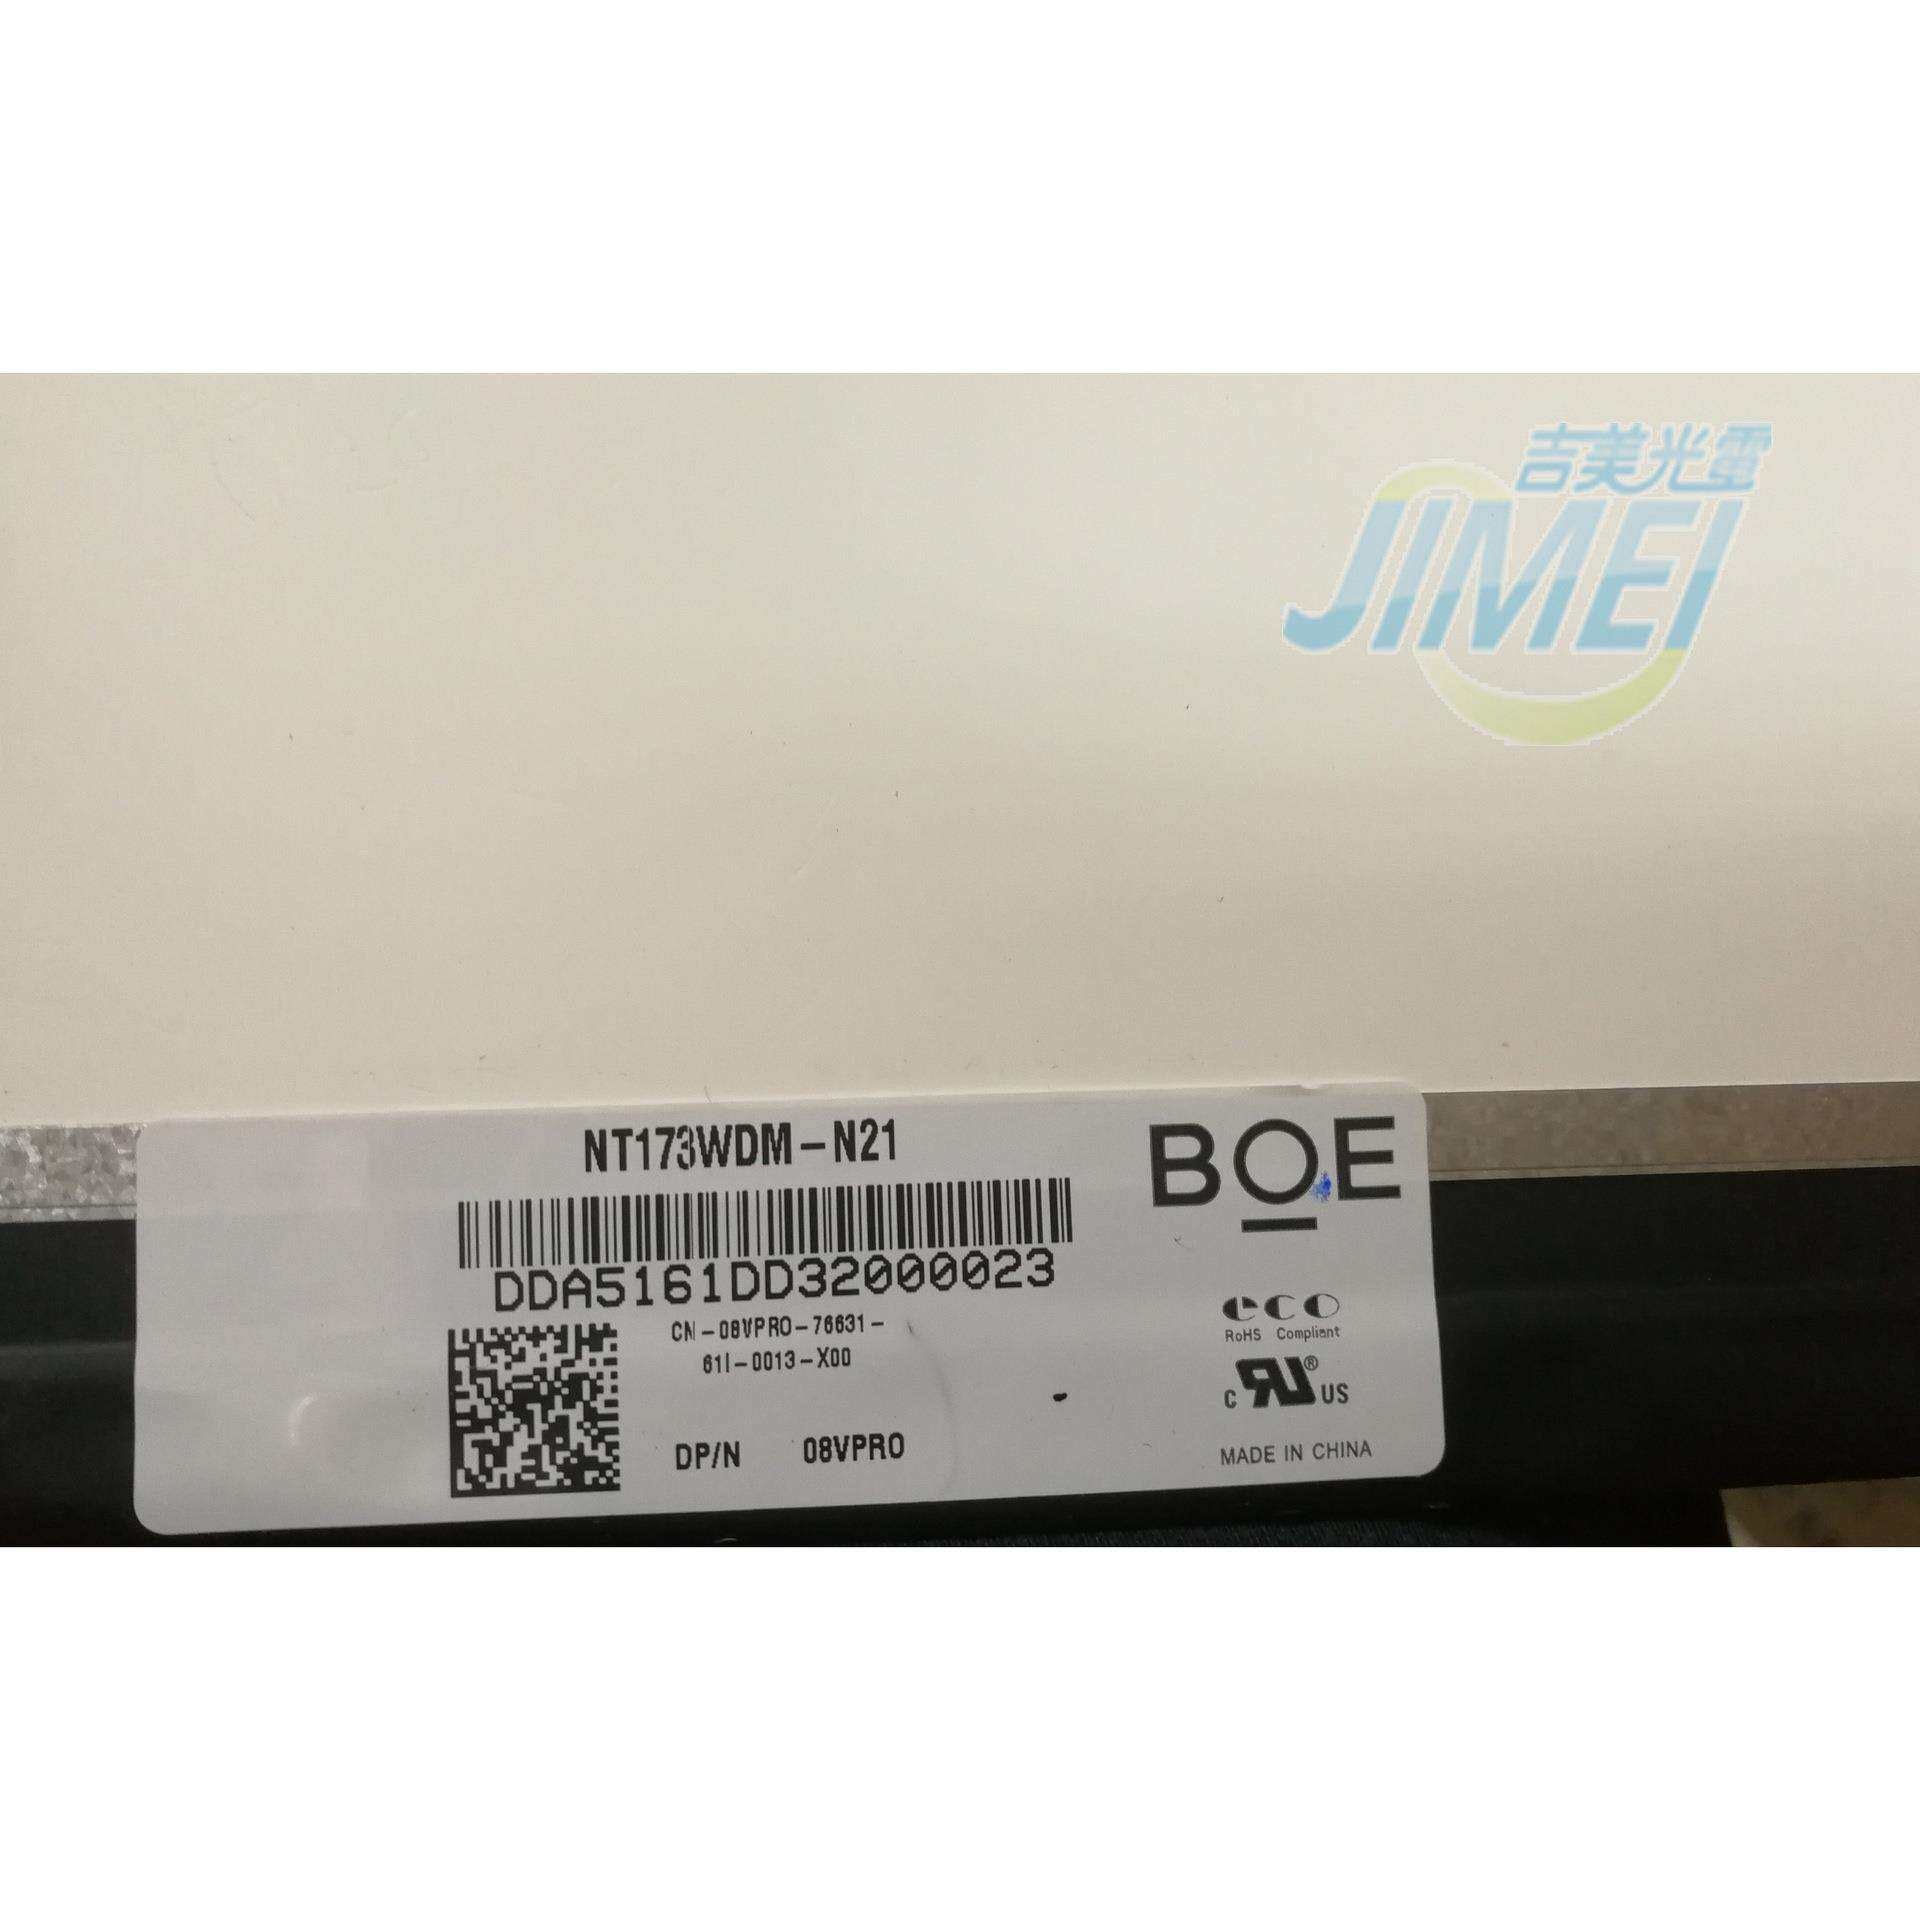 吉美光電
JIMEI
NT173WDM-N21
BOE
DDA5161DD32000023
CN-08VPRO-76631-
61I-0013-X00
DP/N 08VPRO
eco
RoHS Compliant
c RU ® US
MADE IN CHINA